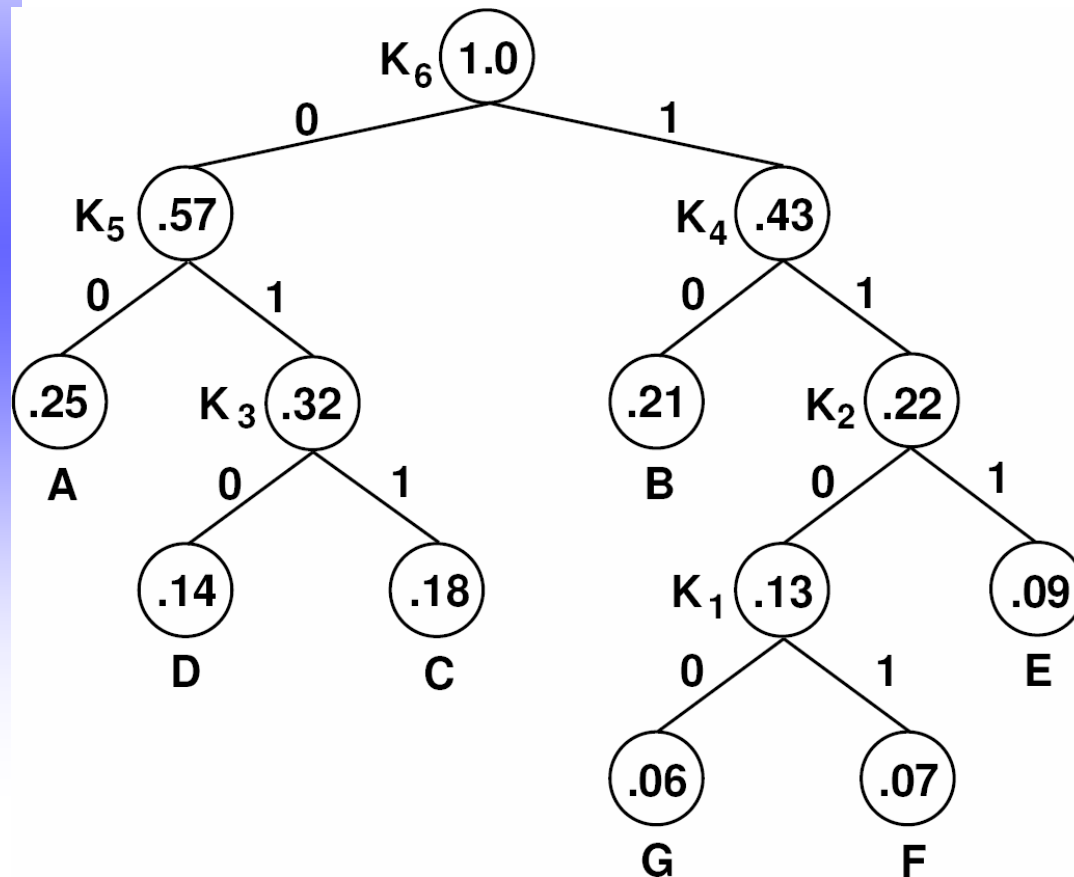 K6 1.0
0 1
K5 .57 K4 .43
0 1 0 1
.25 K3 .32 .21 K2 .22
A 0 1 B 0 1
.14 .18 K1 .13 .09
D C 0 1 E
.06 .07
G F